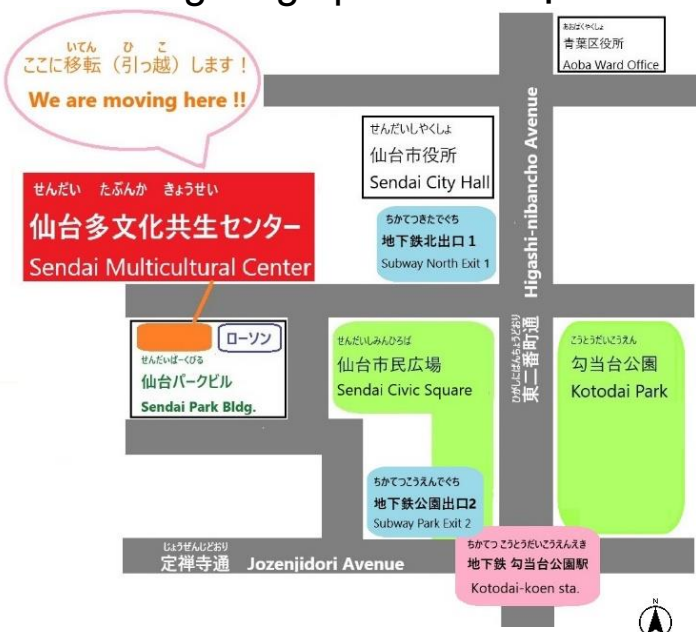 いてん ひ こ
ここに移転（引っ越）します！
We are moving here !!
あおばくやくしょ
青葉区役所
Aoba Ward Office
せんだいしやくしょ
仙台市役所
Sendai City Hall
せんだい たぶんか きょうせい
仙台多文化共生センター
Sendai Multicultural Center
ちかてつきたでぐち
地下鉄北出口1
Subway North Exit 1
Higashi-nibancho Avenue
ひがしにばんちょうどおり
東二番町通
ローソン
せんだいぱーくびる
仙台パークビル
Sendai Park Bldg.
せんだいしみんひろば
仙台市民広場
Sendai Civic Square
こうとうだいこうえん
勾当台公園
Kotodai Park
ちかてつこうえんでぐち
地下鉄公園出口2
Subway Park Exit 2
じょうぜんじどおり
定禅寺通 Jozenjidori Avenue
ちかてつ こうとうだいこうえんえき
地下鉄 勾当台公園駅
Kotodai-koen sta.
N